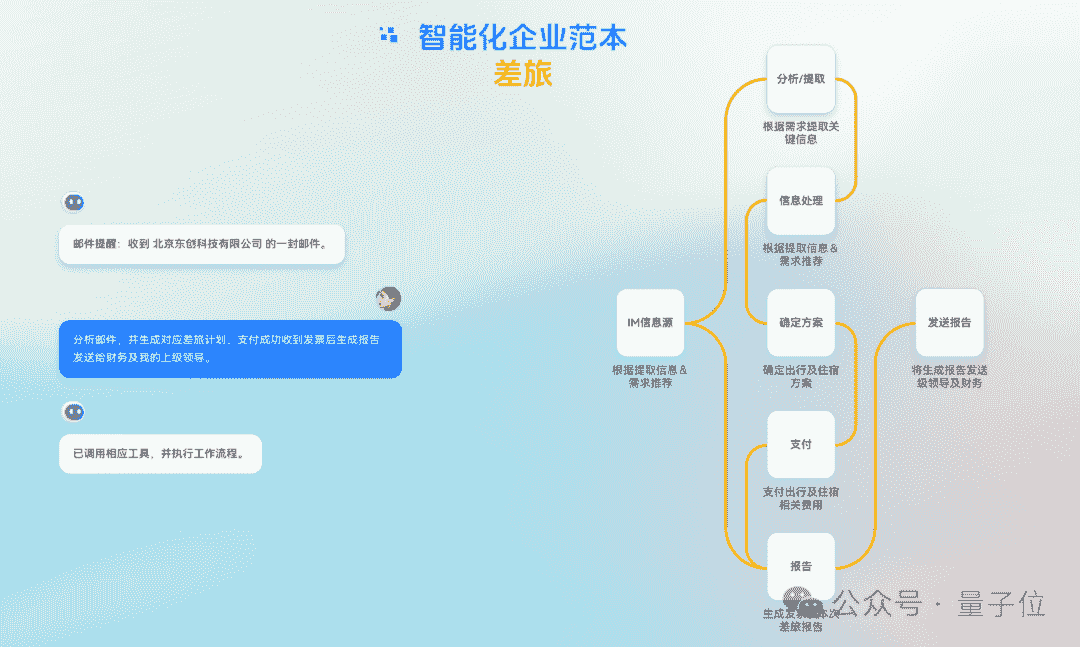 智能化企业范本
差旅
邮件提醒：收到 北京东创科技有限公司 的一封邮件。
分析邮件，并生成对应差旅计划，支付成功收到发票后生成报告
发送给财务及我的上级领导。
已调用相应工具，并执行工作流程。
IM信息源
根据提取信息&
需求推荐
分析/提取
根据需求提取关
键信息
信息处理
根据提取信息&
需求推荐
确定方案
确定出行及住宿
方案
支付
支付出行及住宿
相关费用
报告
生成发
本次
差旅报告
发送报告
将生成报告发送
级领导及财务
公众号 · 量子位